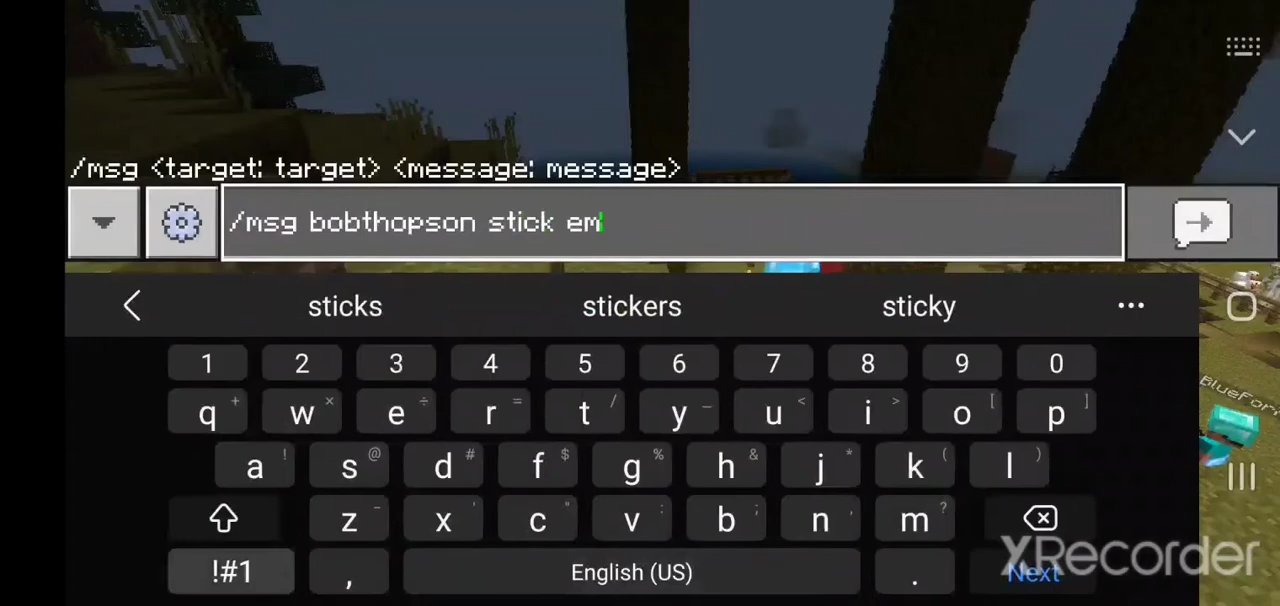 /msg <target: target> <message: message>
/msg bobthopson stick em
sticks stickers sticky ...
1 2 3 4 5 6 7 8 9 0
q + w × e ÷ r = t / y _ u < i > o [ p ]
a ! s @ d # f $ g % h & j * k ( l )
z - x ' c " v : b ; n , m ?
!#1 , English (US) . Next
XRecorder